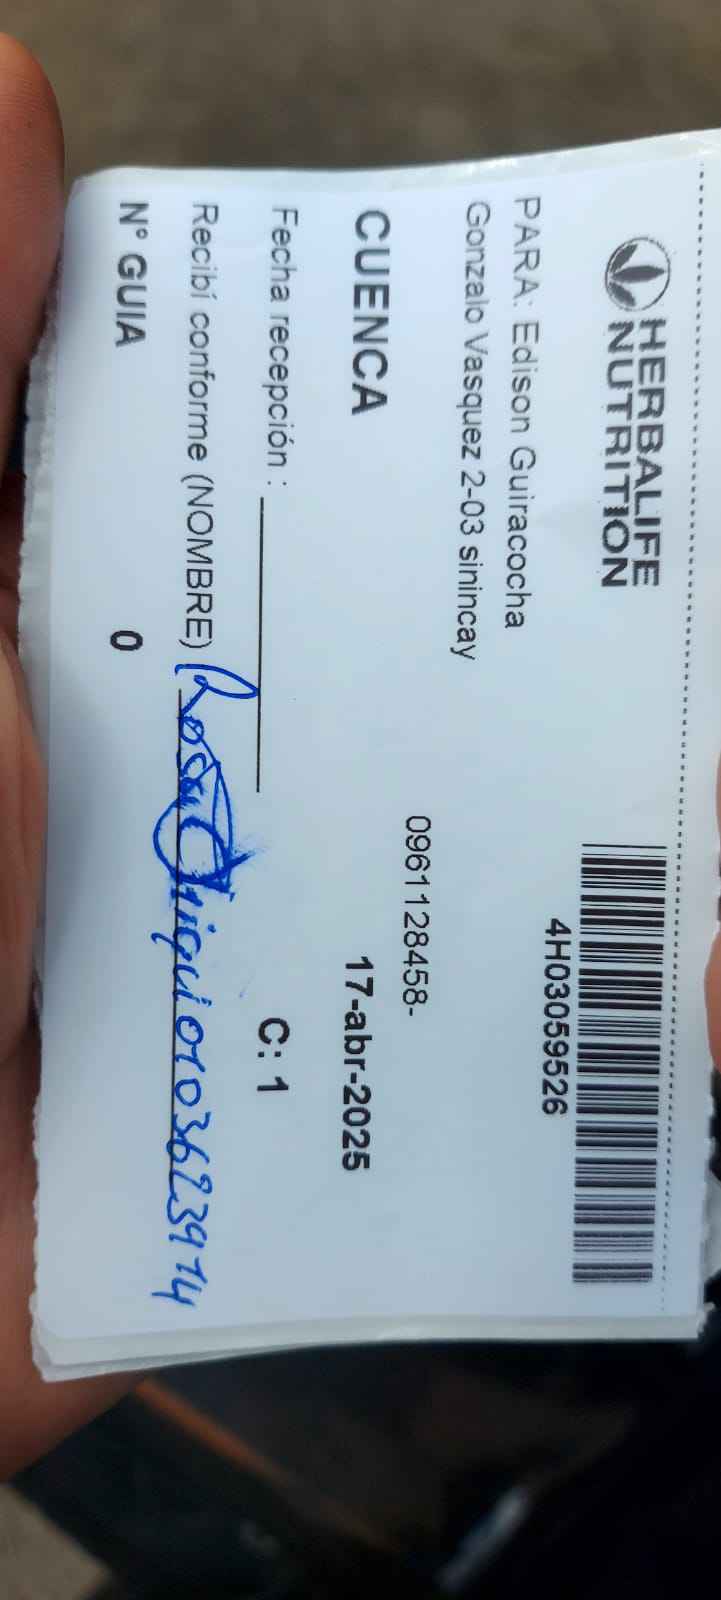 HERBALIFE
NUTRITION
4H03059526
PARA: Edison Guiracocha
Gonzalo Vasquez 2-03 sinincay
0961128458-
CUENCA 17-abr-2025
Fecha recepción :
C: 1
Recibí conforme (NOMBRE) Rosa
N° GUIA 0